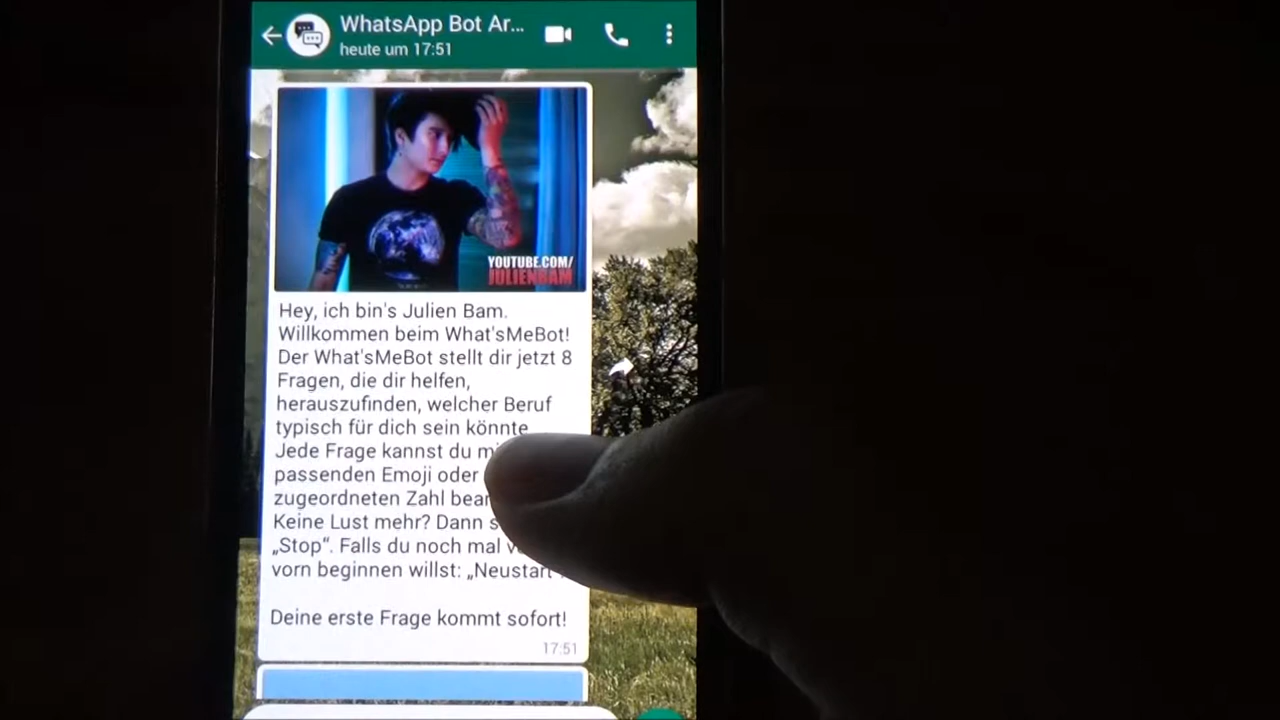 WhatsApp Bot Ar...
heute um 17:51
YOUTUBE.COM/
JULIENBAM
Hey, ich bin's Julien Bam.
Willkommen beim What'sMeBot!
Der What'sMeBot stellt dir jetzt 8
Fragen, die dir helfen,
herauszufinden, welcher Beruf
typisch für dich sein könnte
Jede Frage kannst du
passenden Emoji oder
zugeordneten Zahl
Keine Lust mehr? Dann
„Stop“. Falls du noch mal
vorn beginnen willst: „Neustart
Deine erste Frage kommt sofort!
17:51